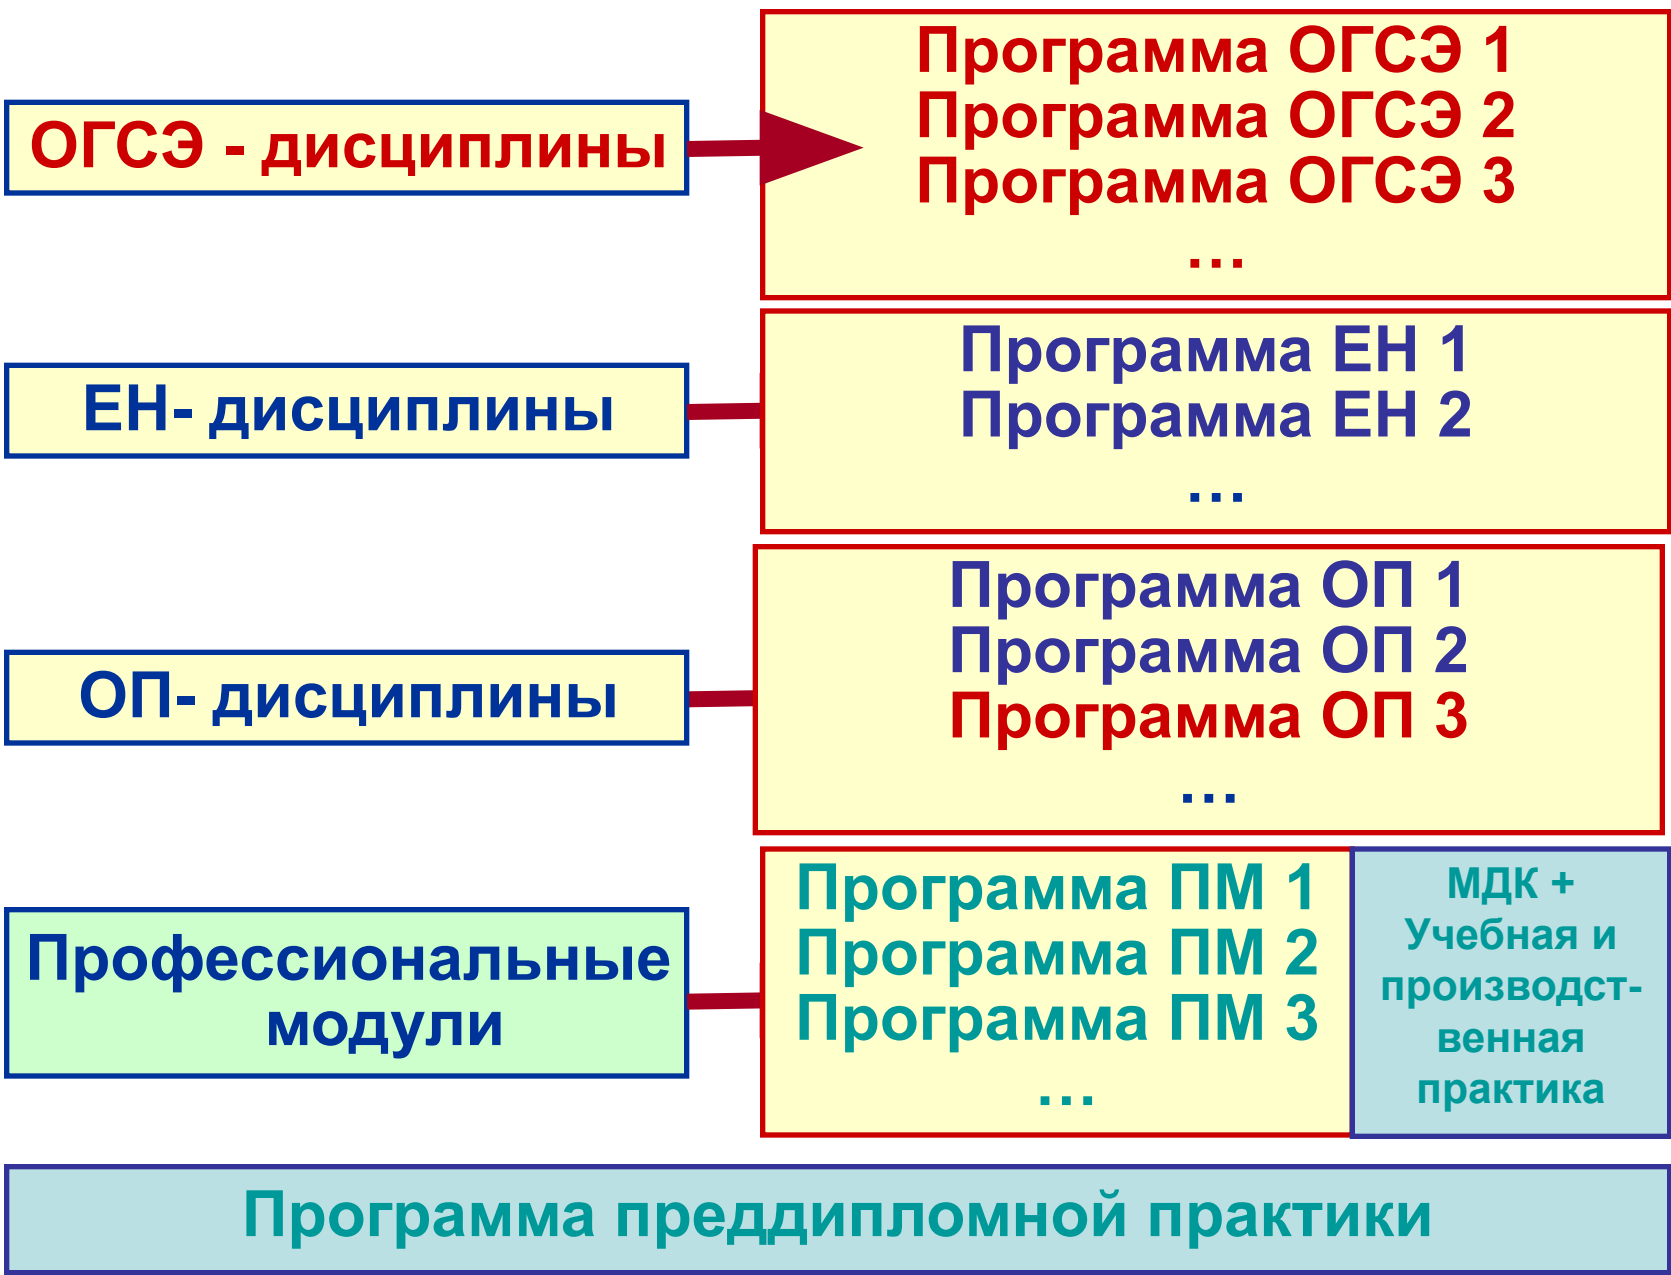 ОГСЭ - дисциплины
Программа ОГСЭ 1
Программа ОГСЭ 2
Программа ОГСЭ 3
…
ЕН- дисциплины
Программа ЕН 1
Программа ЕН 2
…
ОП- дисциплины
Программа ОП 1
Программа ОП 2
Программа ОП 3
…
Профессиональные
модули
Программа ПМ 1
Программа ПМ 2
Программа ПМ 3
…
МДК +
Учебная и
производст-
венная
практика
Программа преддипломной практики